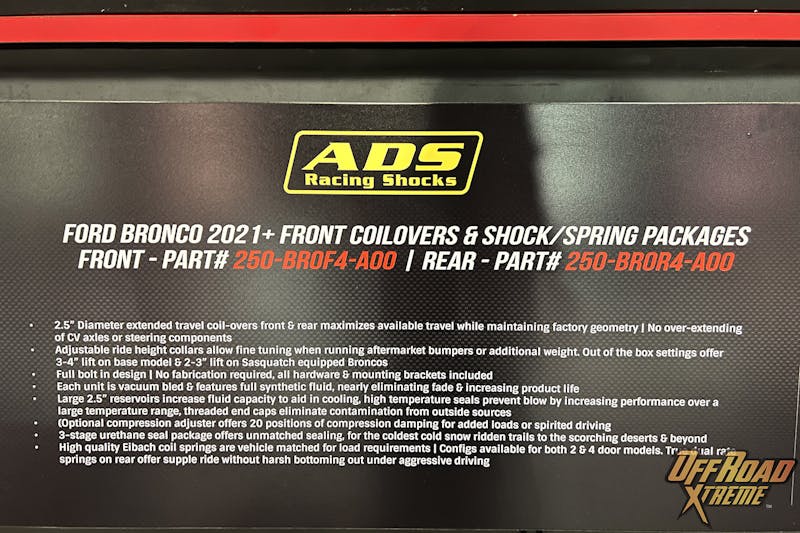 ADS
Racing Shocks
FORD BRONCO 2021+ FRONT COILOVERS & SHOCK/SPRING PACKAGES
FRONT - PART# 250-BROF4-A00 | REAR - PART# 250-BROR4-A00
• 2.5" Diameter extended travel coil-overs front & rear maximizes available travel while maintaining factory geometry | No over-extending
of CV axles or steering components
• Adjustable ride height collars allow fine tuning when running aftermarket bumpers or additional weight. Out of the box settings offer
3-4" lift on base model & 2-3" lift on Sasquatch equipped Broncos
• Full bolt in design | No fabrication required, all hardware & mounting brackets included
• Each unit is vacuum bled & features full synthetic fluid, nearly eliminating fade & increasing product life
• Large 2.5" reservoirs increase fluid capacity to aid in cooling, high temperature seals prevent blow by increasing performance over a
large temperature range, threaded end caps eliminate contamination from outside sources
• (Optional compression adjuster offers 20 positions of compression damping for added loads or spirited driving
• 3-stage urethane seal package offers unmatched sealing, for the coldest cold snow ridden trails to the scorching deserts & beyond
• High quality Eibach coil springs are vehicle matched for load requirements | Configs available for both 2 & 4 door models. True dual rate
springs on rear offer supple ride without harsh bottoming out under aggressive driving
OFFROAD
XTREME